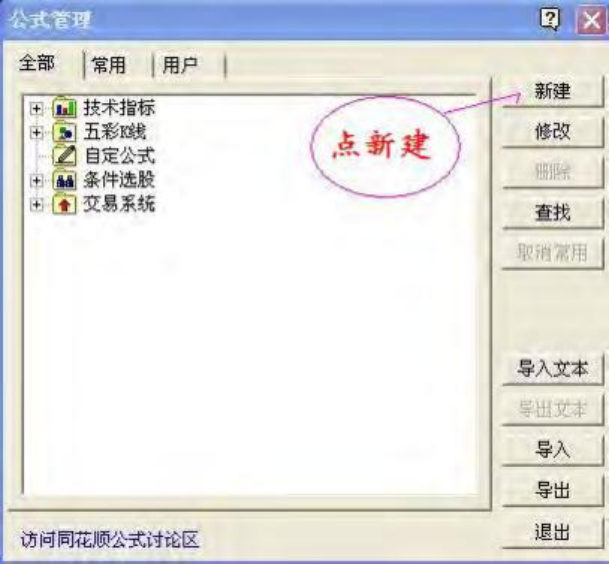 公式管理
全部 常用 用户
技术指标
五彩K线
自定公式
条件选股
交易系统
点新建
新建
修改
删除
查找
取消常用
导入文本
导出文本
导入
导出
退出
访问同花顺公式讨论区